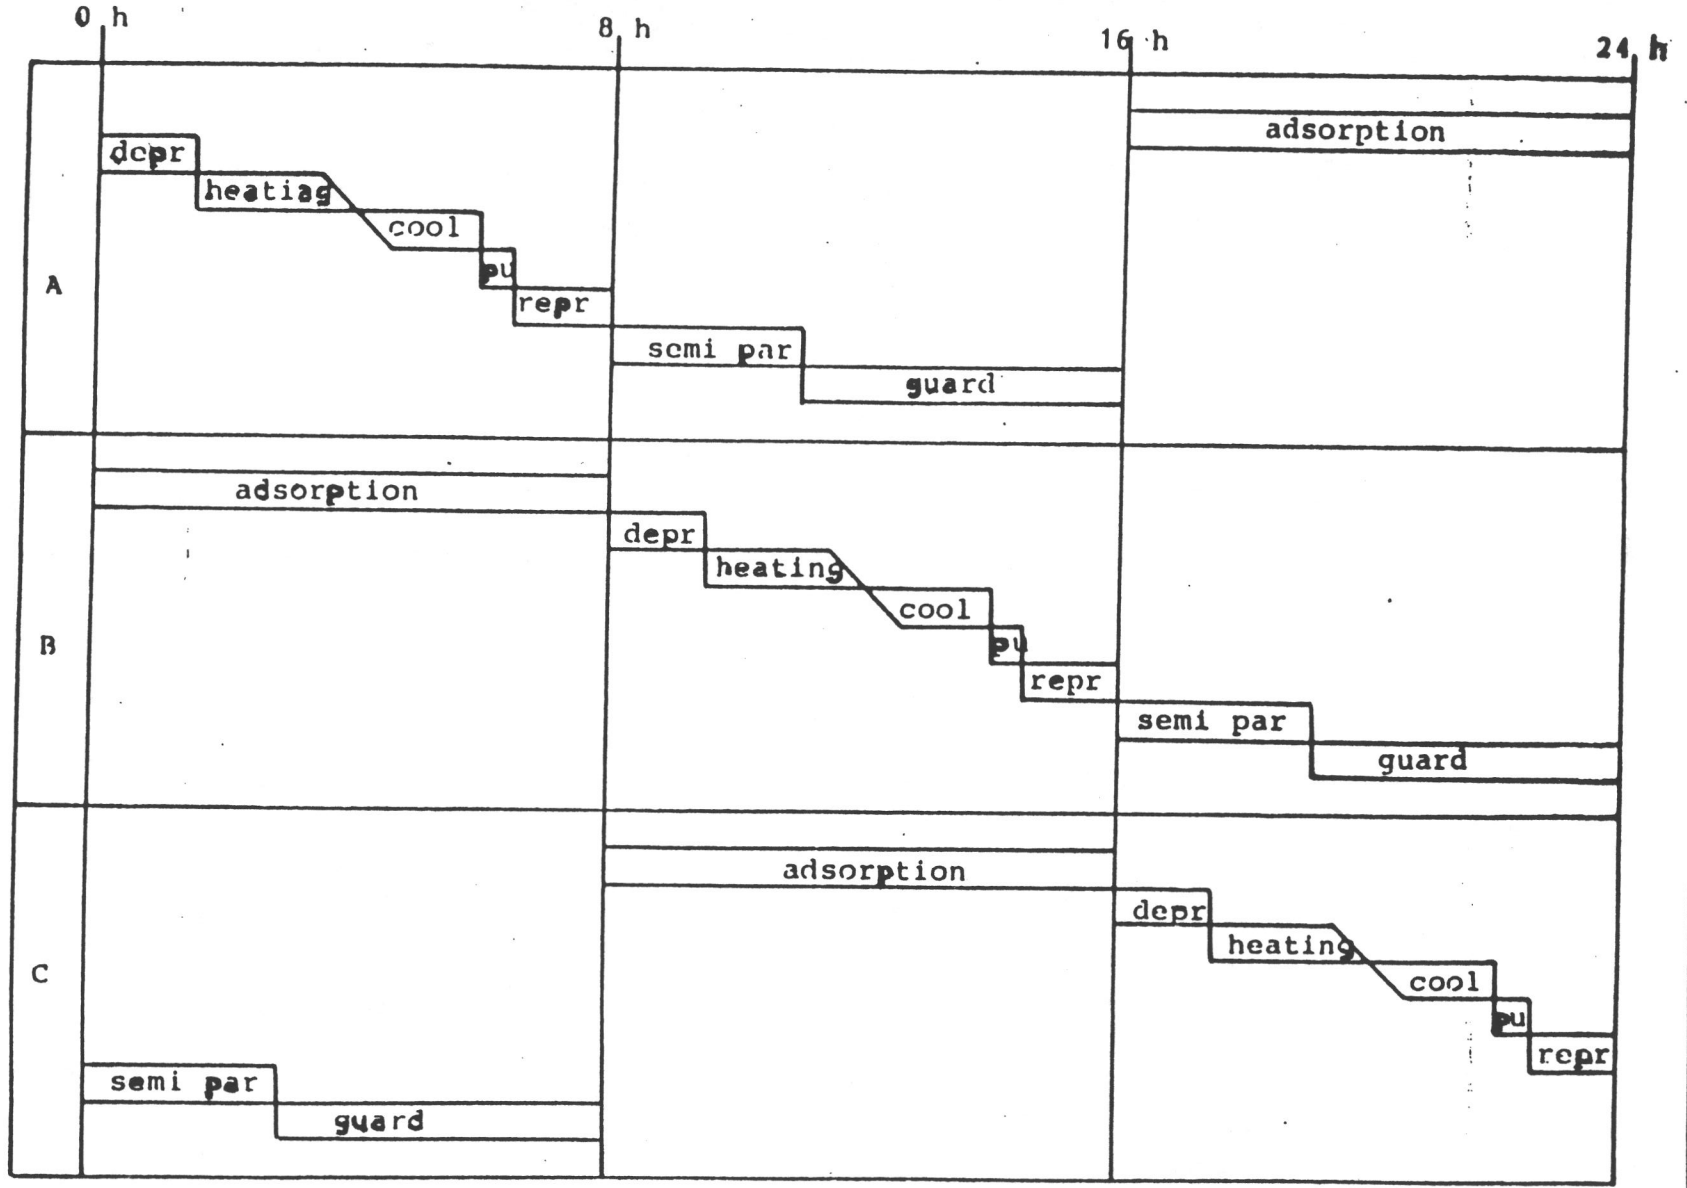 0 h 8 h 16 h 24 h
adsorption
depr
heating
cool
pu
repr
A
semi par
guard
adsorption
depr
heating
cool
pu
repr
B
semi par
guard
adsorption
depr
heating
cool
pu
repr
C
semi par
guard